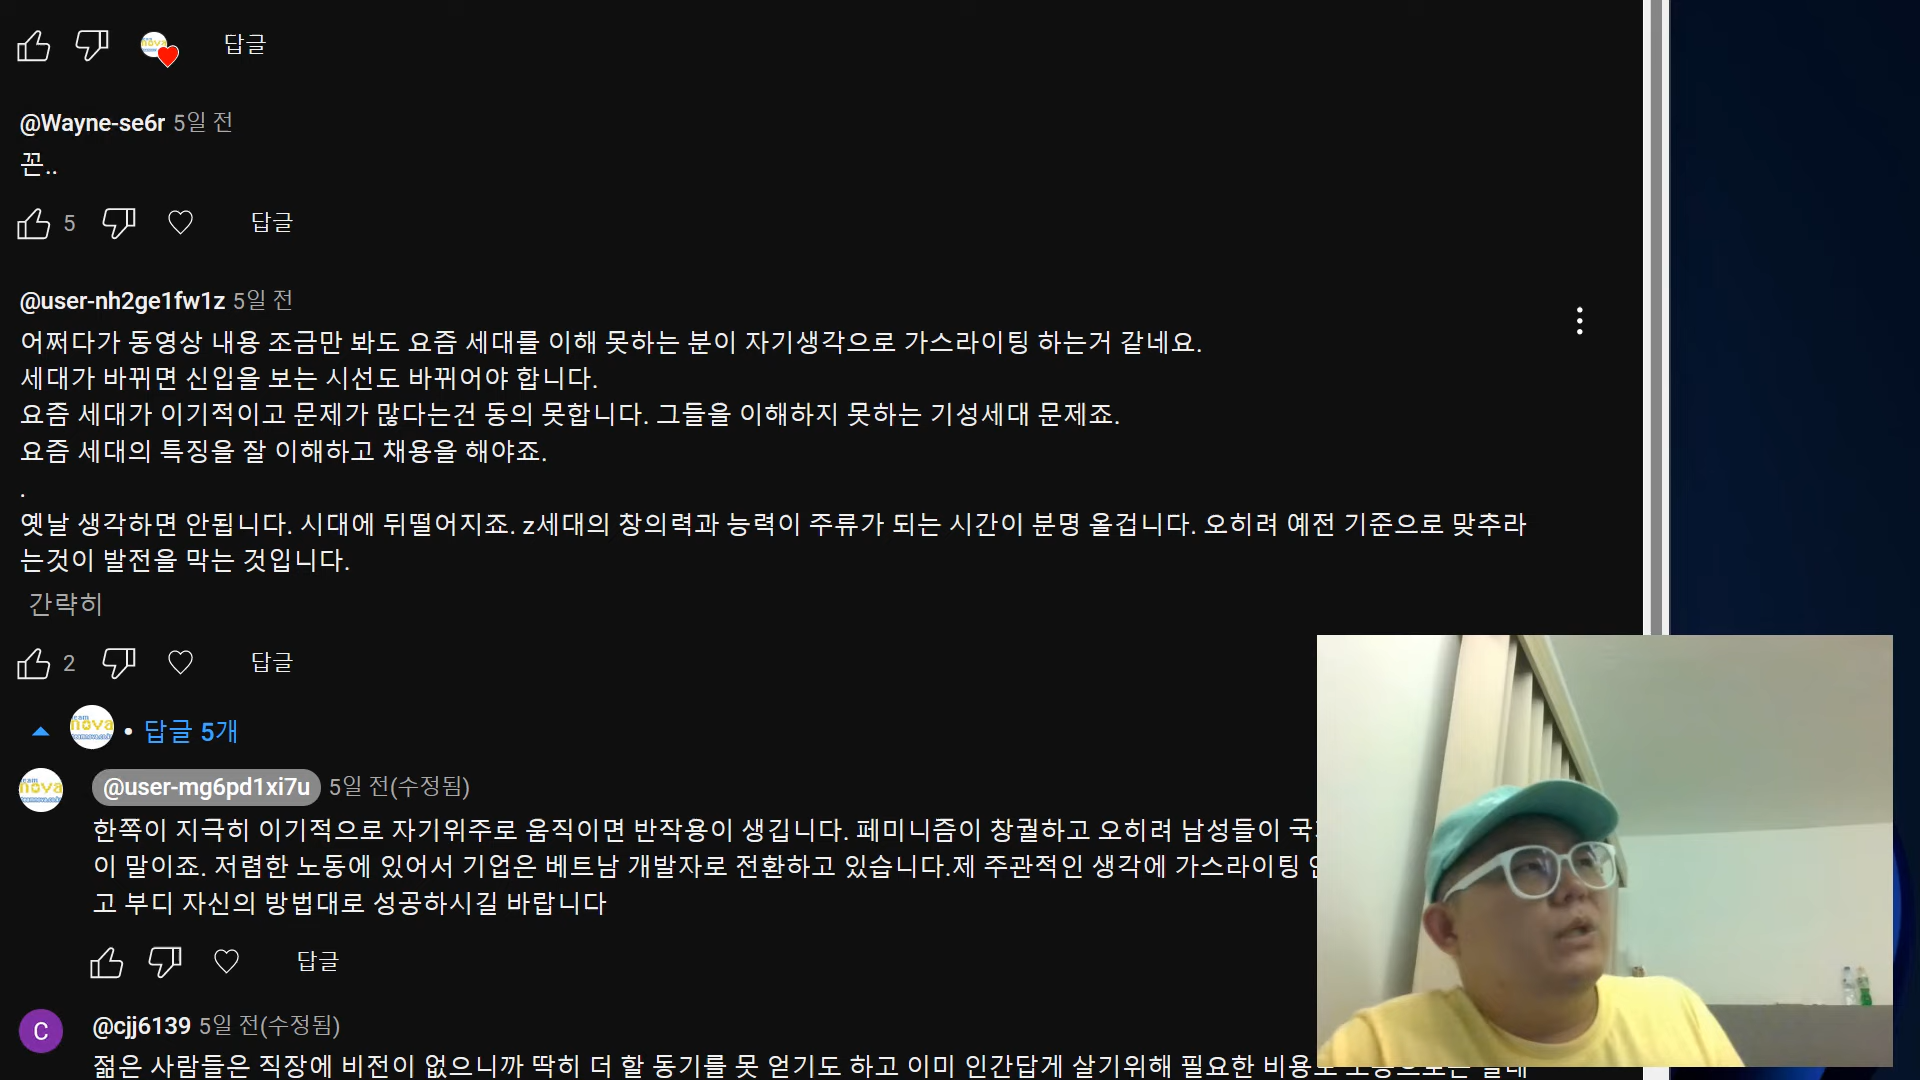 답글
@Wayne-se6r 5일 전
꼰..
5 답글
@user-nh2ge1fw1z 5일 전
어쩌다가 동영상 내용 조금만 봐도 요즘 세대를 이해 못하는 분이 자기생각으로 가스라이팅 하는거 같네요.
세대가 바뀌면 신입을 보는 시선도 바뀌어야 합니다.
요즘 세대가 이기적이고 문제가 많다는건 동의 못합니다. 그들을 이해하지 못하는 기성세대 문제죠.
요즘 세대의 특징을 잘 이해하고 채용을 해야죠.
.
옛날 생각하면 안됩니다. 시대에 뒤떨어지죠. z세대의 창의력과 능력이 주류가 되는 시간이 분명 올겁니다. 오히려 예전 기준으로 맞추라
는것이 발전을 막는 것입니다.
간략히
2 답글
nova • 답글 5개
nova @user-mg6pd1xi7u 5일 전(수정됨)
한쪽이 지극히 이기적으로 자기위주로 움직이면 반작용이 생깁니다. 페미니즘이 창궐하고 오히려 남성들이
이 말이죠. 저렴한 노동에 있어서 기업은 베트남 개발자로 전환하고 있습니다.제 주관적인 생각에 가스라이팅
고 부디 자신의 방법대로 성공하시길 바랍니다
답글
C @cjj6139 5일 전(수정됨)
젊은 사람들은 직장에 비전이 없으니까 딱히 더 할 동기를 못 얻기도 하고 이미 인간답게 살기위해 필요한